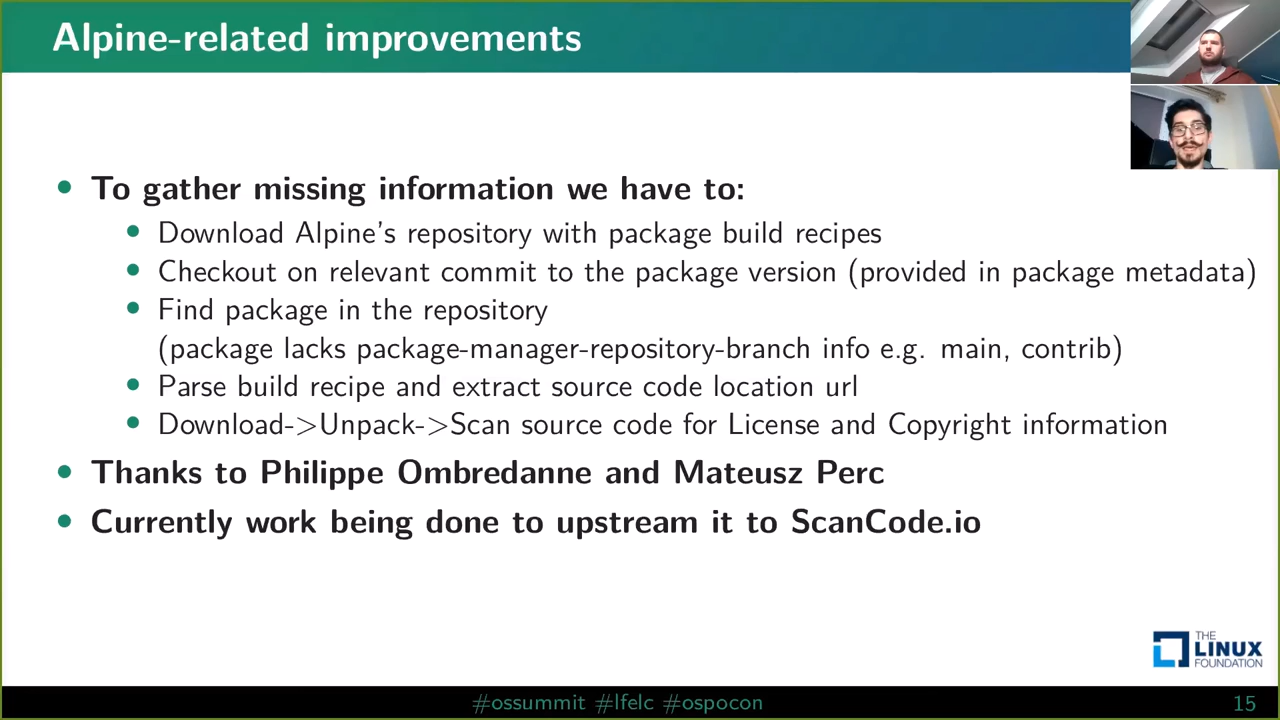 Alpine-related improvements
To gather missing information we have to:
Download Alpine's repository with package build recipes
Checkout on relevant commit to the package version (provided in package metadata)
Find package in the repository
(package lacks package-manager-repository-branch info e.g. main, contrib)
Parse build recipe and extract source code location url
Download->Unpack->Scan source code for License and Copyright information
Thanks to Philippe Ombredanne and Mateusz Perc
Currently work being done to upstream it to ScanCode.io
THE
LINUX
FOUNDATION
#ossummit #lfelc #ospocon
15